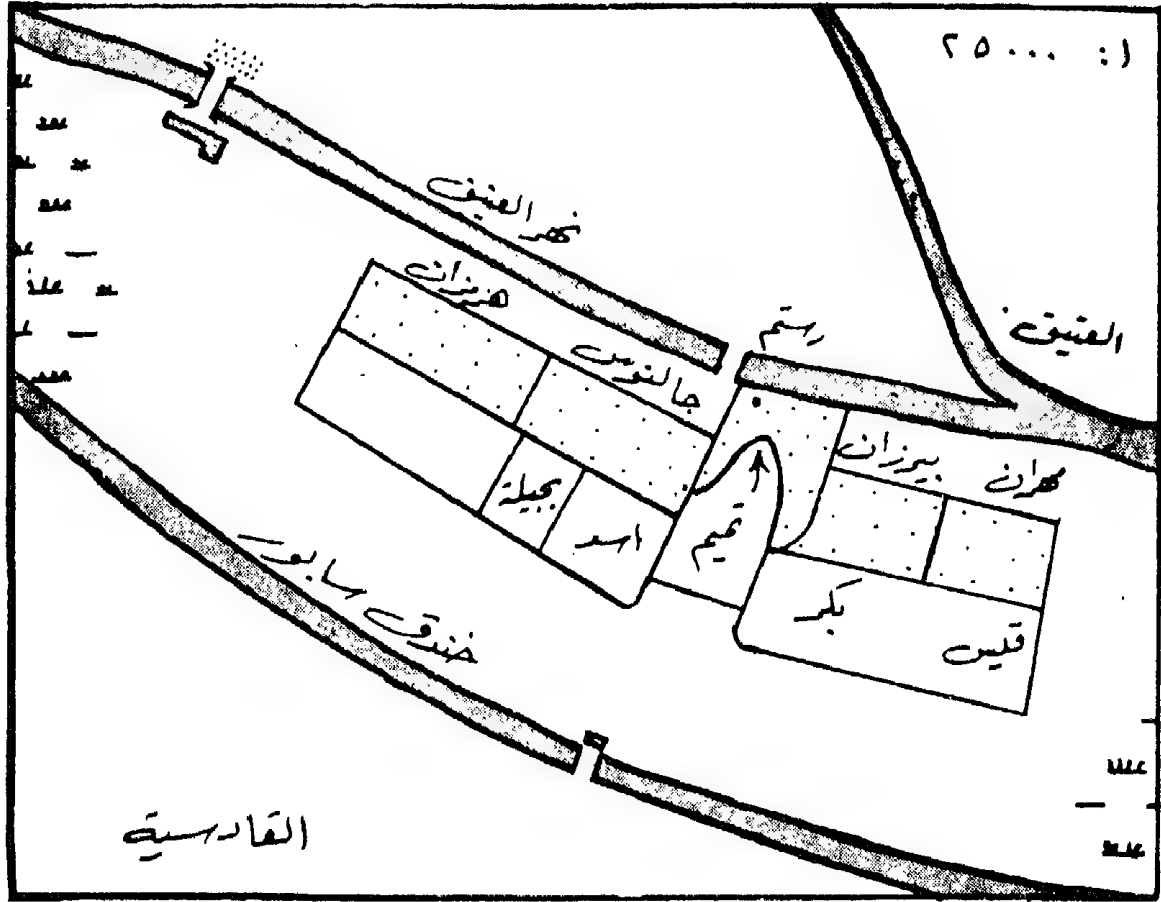 ١: ٢٥٠٠٠
نهر العتيق
هرمزان
جالنوس
رستم
العتيق
بيرزان
مهران
بجيلة
اسد
تميم
بكر
قيس
خندق سابور
القادسية